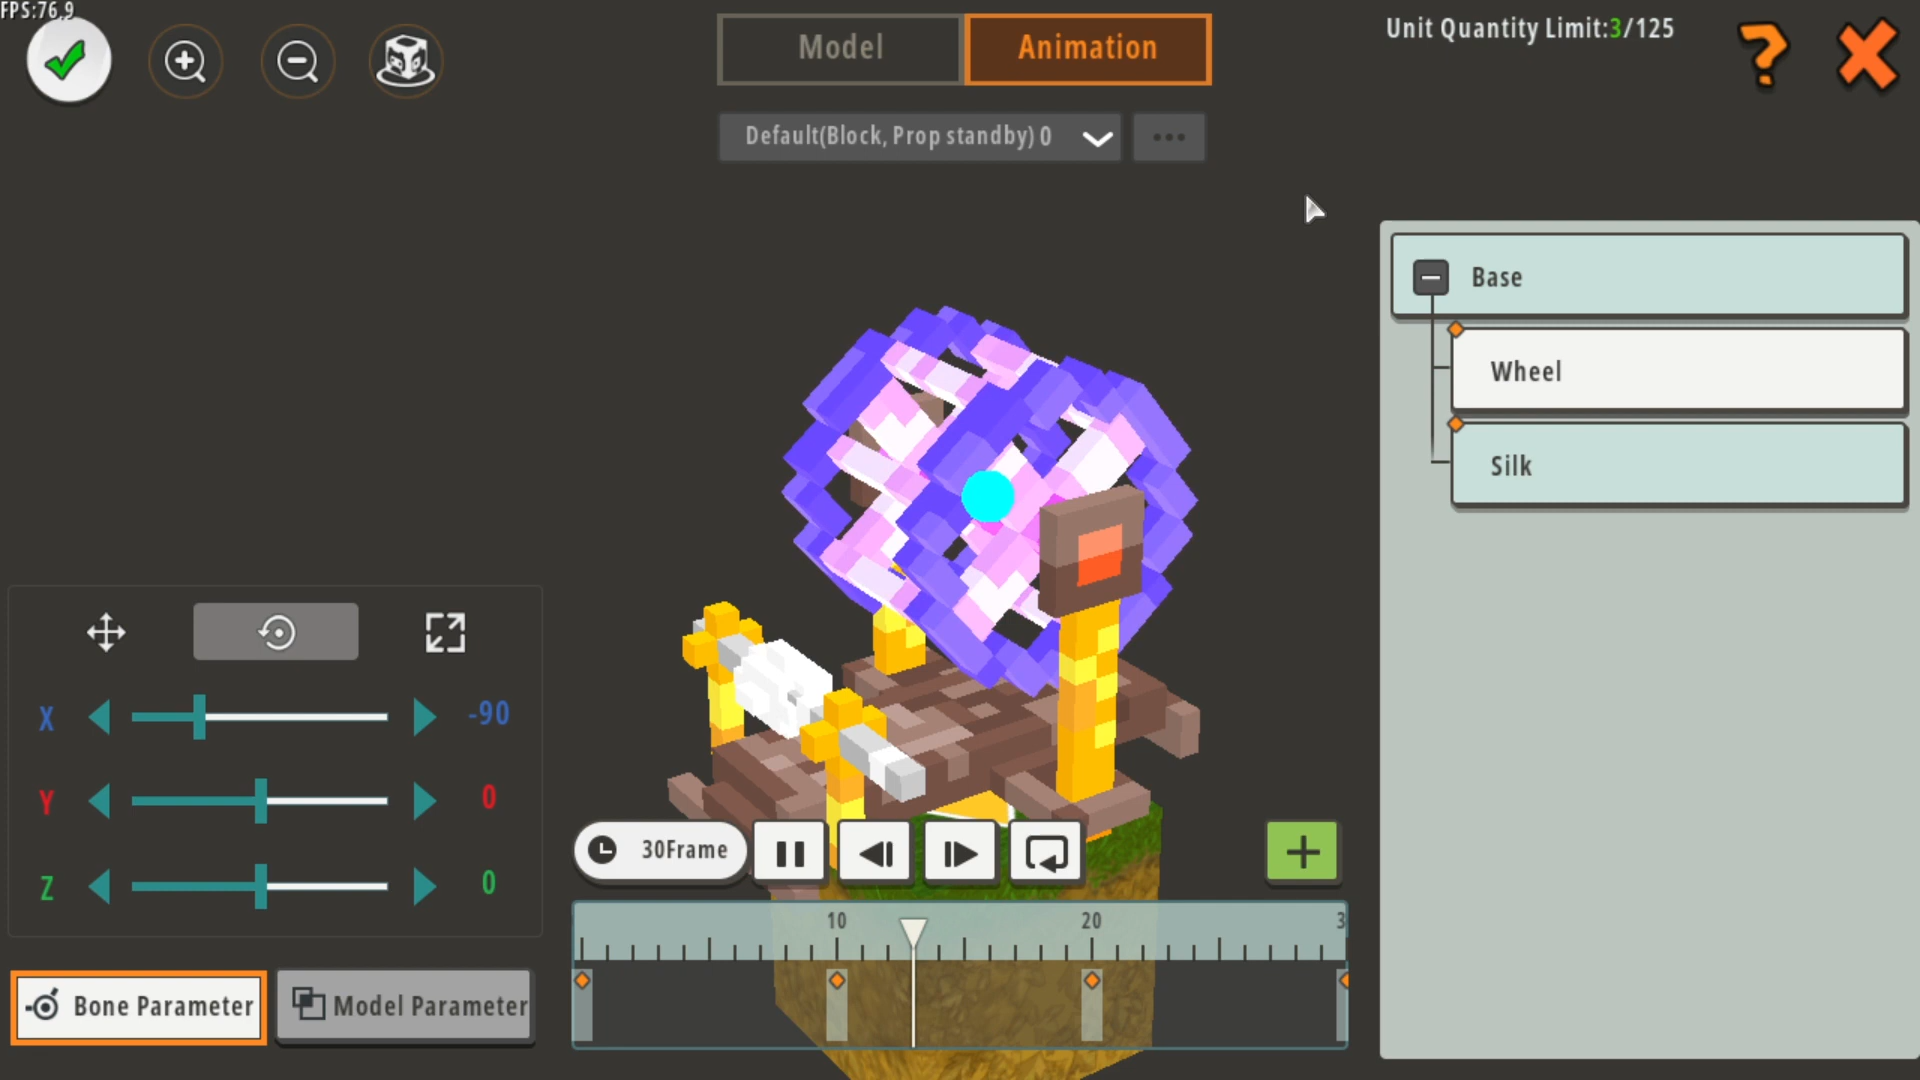 FPS:76.9
Model
Animation
Unit Quantity Limit:3/125
Default(Block, Prop standby) 0
Base
Wheel
Silk
X
-90
Y
0
Z
0
30Frame
10
20
3
Bone Parameter
Model Parameter